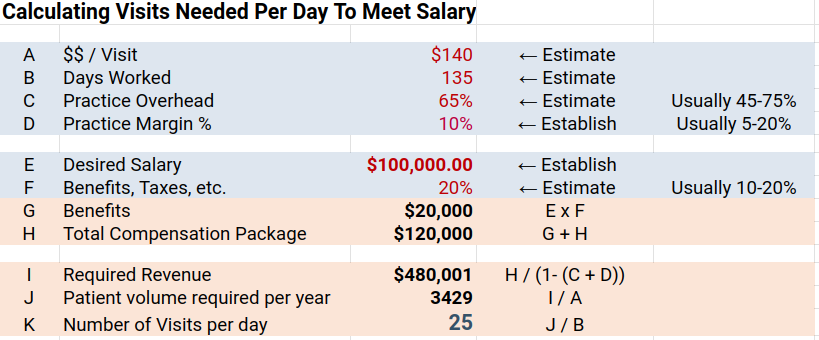 Calculating Visits Needed Per Day To Meet Salary
A $$ / Visit $140 ← Estimate
B Days Worked 135 ← Estimate
C Practice Overhead 65% ← Estimate Usually 45-75%
D Practice Margin % 10% ← Establish Usually 5-20%
E Desired Salary $100,000.00 ← Establish
F Benefits, Taxes, etc. 20% ← Estimate Usually 10-20%
G Benefits $20,000 E x F
H Total Compensation Package $120,000 G + H
I Required Revenue $480,001 H / (1- (C + D))
J Patient volume required per year 3429 I / A
K Number of Visits per day 25 J / B